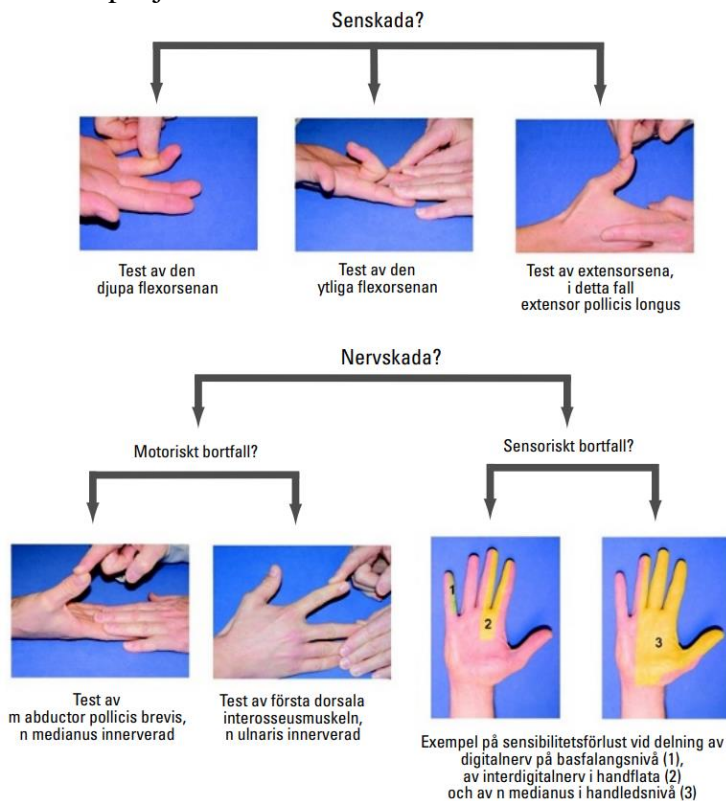 Senskada?
Test av den
djupa flexorsenan
Test av den
ytliga flexorsenan
Test av extensorsena,
i detta fall
extensor pollicis longus
Nervskada?
Motoriskt bortfall?
Sensoriskt bortfall?
1
2
3
Test av
m abductor pollicis brevis,
n medianus innerverad
Test av första dorsala
interosseusmuskeln,
n ulnaris innerverad
Exempel på sensibilitetsförlust vid delning av
digitalnerv på basfalangsnivå (1),
av interdigitalnerv i handflata (2)
och av n medianus i handledsnivå (3)